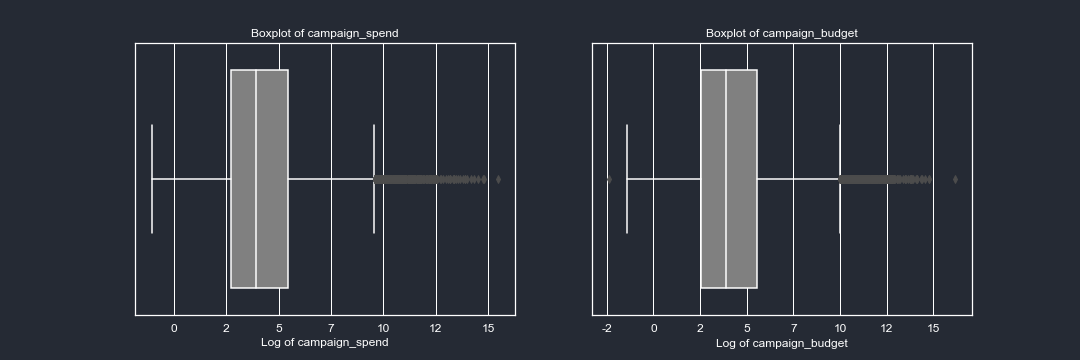 Boxplot of campaign_spend
0 2 5 7 10 12 15
Log of campaign_spend
Boxplot of campaign_budget
-2 0 2 5 7 10 12 15
Log of campaign_budget